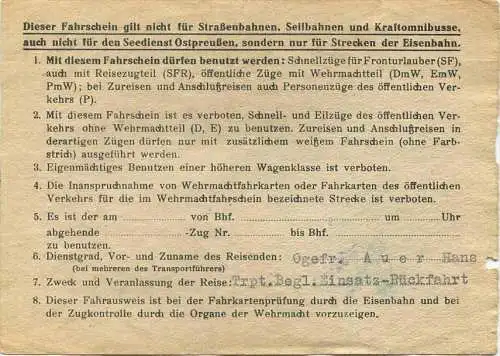 Dieser Fahrschein gilt nicht für Straßenbahnen, Seilbahnen und Kraftomnibusse,
auch nicht für den Seedienst Ostpreußen, sondern nur für Strecken der Eisenbahn.
1. Mit diesem Fahrschein dürfen benutzt werden: Schnellzüge für Fronturlauber (SF),
auch mit Reisezugteil (SFR), öffentliche Züge mit Wehrmachtteil (DmW, EmW,
PmW); bei Zureisen und Anschlußreisen auch Personenzüge des öffentlichen Ver-
kehrs (P).
2. Mit diesem Fahrschein ist es verboten, Schnell- und Eilzüge des öffentlichen Ver-
kehrs ohne Wehrmachtteil (D, E) zu benutzen. Zureisen und Anschlußreisen in
derartigen Zügen dürfen nur mit zusätzlichem weißem Fahrschein (ohne Farb-
strich) ausgeführt werden.
3. Eigenmächtiges Benutzen einer höheren Wagenklasse ist verboten.
4. Die Inanspruchnahme von Wehrmachtfahrkarten oder Fahrkarten des öffentlichen
Verkehrs für die im Wehrmachtfahrschein bezeichnete Strecke ist verboten.
5. Es ist der am von Bhf. um Uhr
abgehende -Zug Nr. bis Bhf.
zu benutzen.
6. Dienstgrad, Vor- und Zuname des Reisenden: Ogefr. Auer Hans
(bei mehreren des Transportführers)
7. Zweck und Veranlassung der Reise: Trpt.Begl.Einsatz-Rückfahrt
8. Dieser Fahrausweis ist bei der Fahrkartenprüfung durch die Eisenbahn und bei
der Zugkontrolle durch die Organe der Wehrmacht vorzuzeigen.